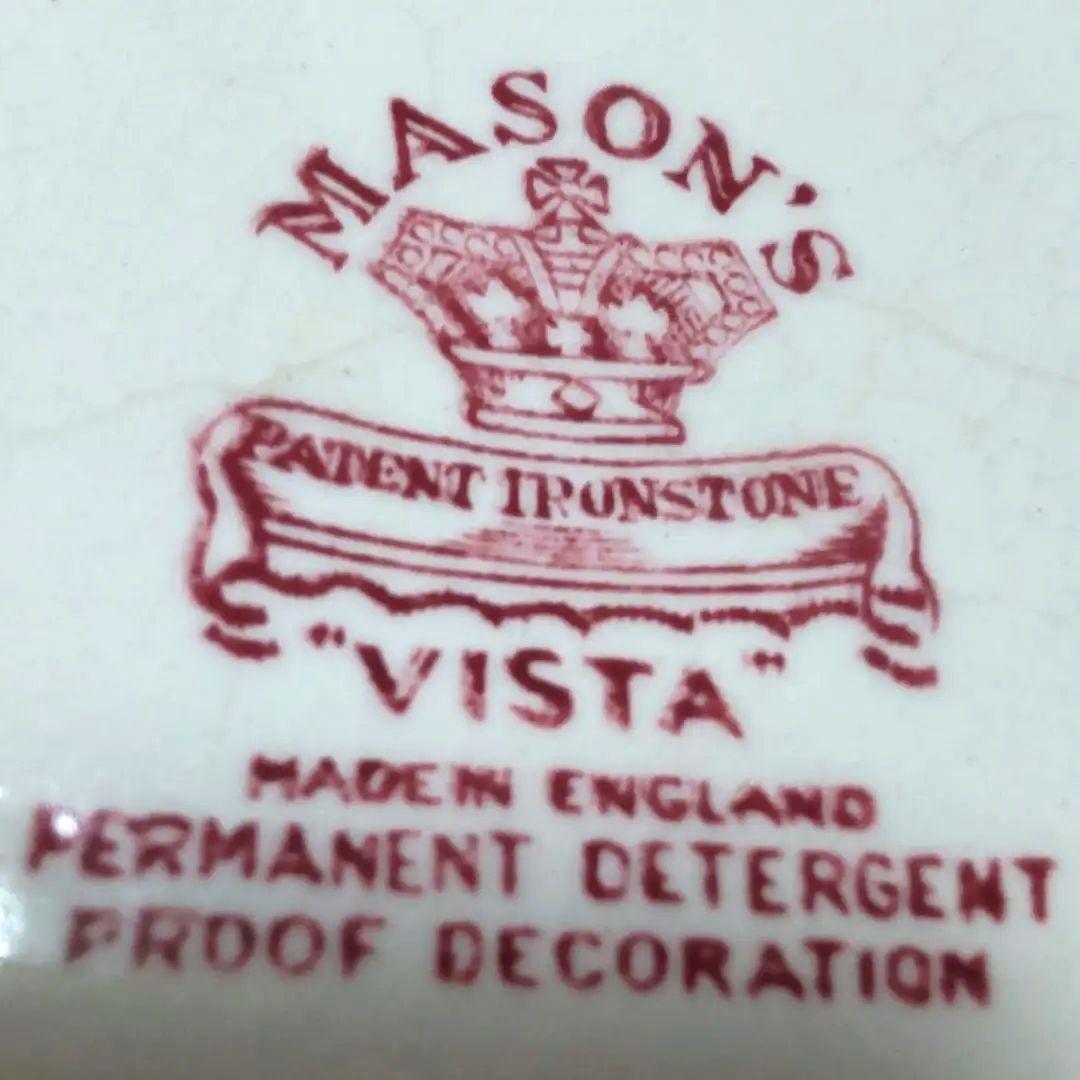 MASON'S
PATENT IRONSTONE
"VISTA"
MADE IN ENGLAND
PERMANENT DETERGENT
PROOF DECORATION